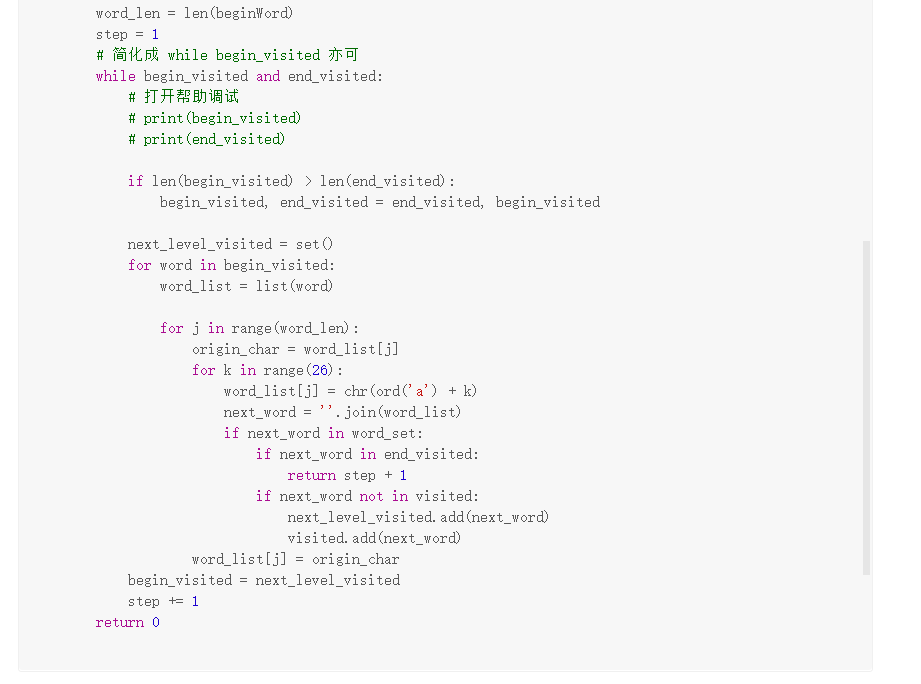 word_len = len(beginWord)
step = 1
# 简化成 while begin_visited 亦可
while begin_visited and end_visited:
# 打开帮助调试
# print(begin_visited)
# print(end_visited)
if len(begin_visited) > len(end_visited):
begin_visited, end_visited = end_visited, begin_visited
next_level_visited = set()
for word in begin_visited:
word_list = list(word)
for j in range(word_len):
origin_char = word_list[j]
for k in range(26):
word_list[j] = chr(ord('a') + k)
next_word = ''.join(word_list)
if next_word in word_set:
if next_word in end_visited:
return step + 1
if next_word not in visited:
next_level_visited.add(next_word)
visited.add(next_word)
word_list[j] = origin_char
begin_visited = next_level_visited
step += 1
return 0